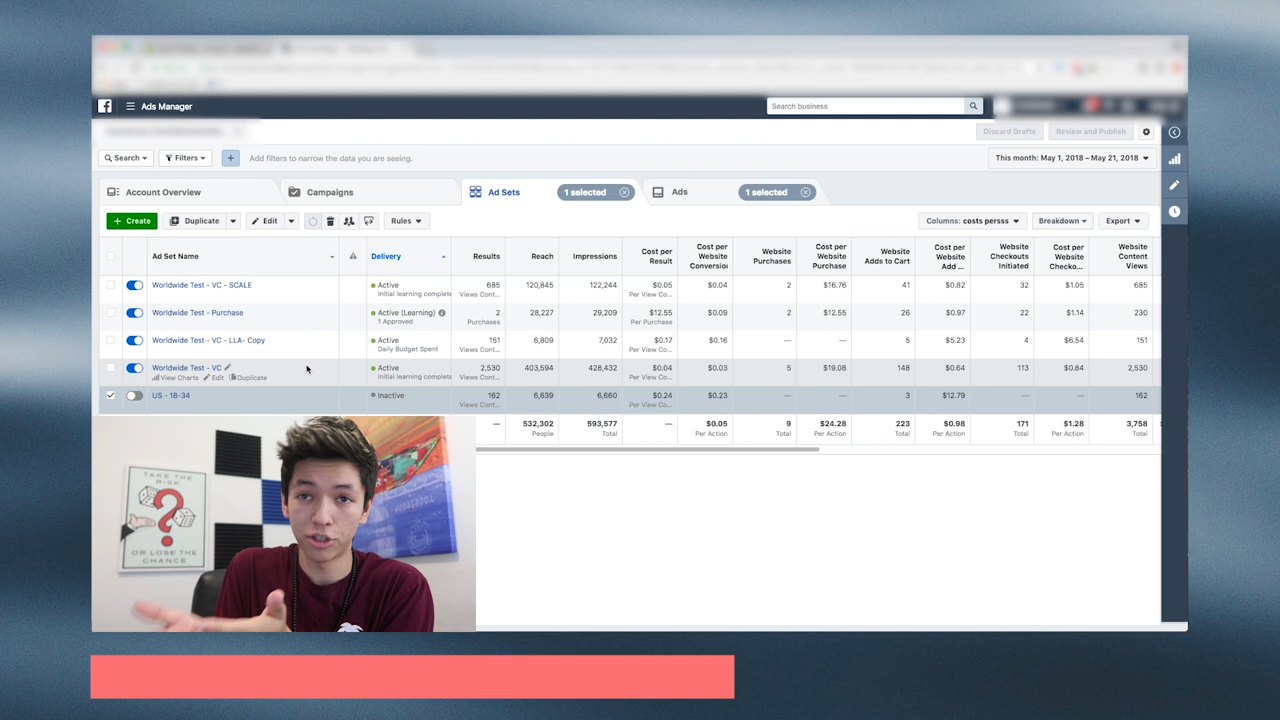 Ads Manager
Search business
Discard Drafts
Review and Publish
Search
Filters
Add filters to narrow the data you are seeing.
This month: May 1, 2018 – May 21, 2018
Account Overview
Campaigns
Ad Sets
1 selected
Ads
1 selected
+ Create
Duplicate
Edit
Rules
Columns: costs persss
Breakdown
Export
Ad Set Name Delivery Results Reach Impressions Cost per Result Cost per Website Conversion Website Purchases Cost per Website Purchase Website Adds to Cart Cost per Website Add ... Website Checkouts Initiated Cost per Website Checko... Website Content Views
Worldwide Test - VC - SCALE Active 685 120,845 122,244 $0.05 $0.04 2 $16.76 41 $0.82 32 $1.05 685
Initial learning complete Views Cont... Per View Co...
Worldwide Test - Purchase Active (Learning) 2 28,227 29,209 $12.55 $0.09 2 $12.55 26 $0.97 22 $1.14 230
1 Approved Purchases Per Purchase
Worldwide Test - VC - LLA- Copy Active 151 6,809 7,032 $0.17 $0.16 — — 5 $5.23 4 $6.54 151
Daily Budget Spent Views Cont... Per View Co...
Worldwide Test - VC Active 2,530 403,594 428,432 $0.04 $0.03 5 $19.08 148 $0.64 113 $0.84 2,530
View Charts Edit Duplicate Initial learning complete Views Cont... Per View Co...
US - 18-34 Inactive 162 6,639 6,660 $0.24 $0.23 — — 3 $12.79 — — 162
Views Cont... Per View Co...
— 532,302 593,577 — $0.05 9 $24.28 223 $0.98 171 $1.28 3,758
People Total Per Action Total Per Action Total Per Action Total Per Action Total
TAKE THE
RISK
?
OR LOSE THE
CHANCE